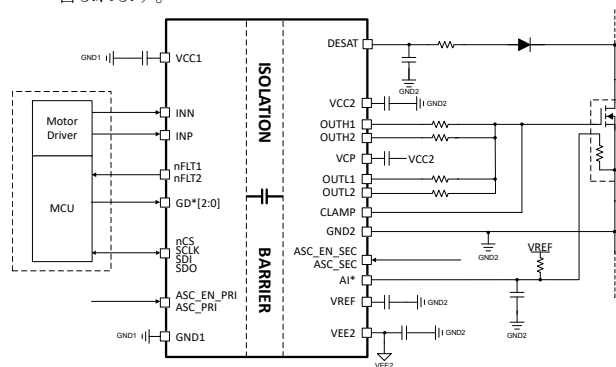 GND1
VCC1
Motor
Driver
INN
INP
MCU
nFLT1
nFLT2
GD*[2:0]
nCS
SCLK
SDI
SDO
ASC_EN_PRI
ASC_PRI
GND1
GND1
ISOLATION
BARRIER
DESAT
GND2
VCC2
GND2
OUTH1
OUTH2
VCP
VCC2
OUTL1
OUTL2
CLAMP
GND2
GND2
ASC_EN_SEC
ASC_SEC
VREF
AI*
VREF
GND2
GND2
VEE2
GND2
VEE2